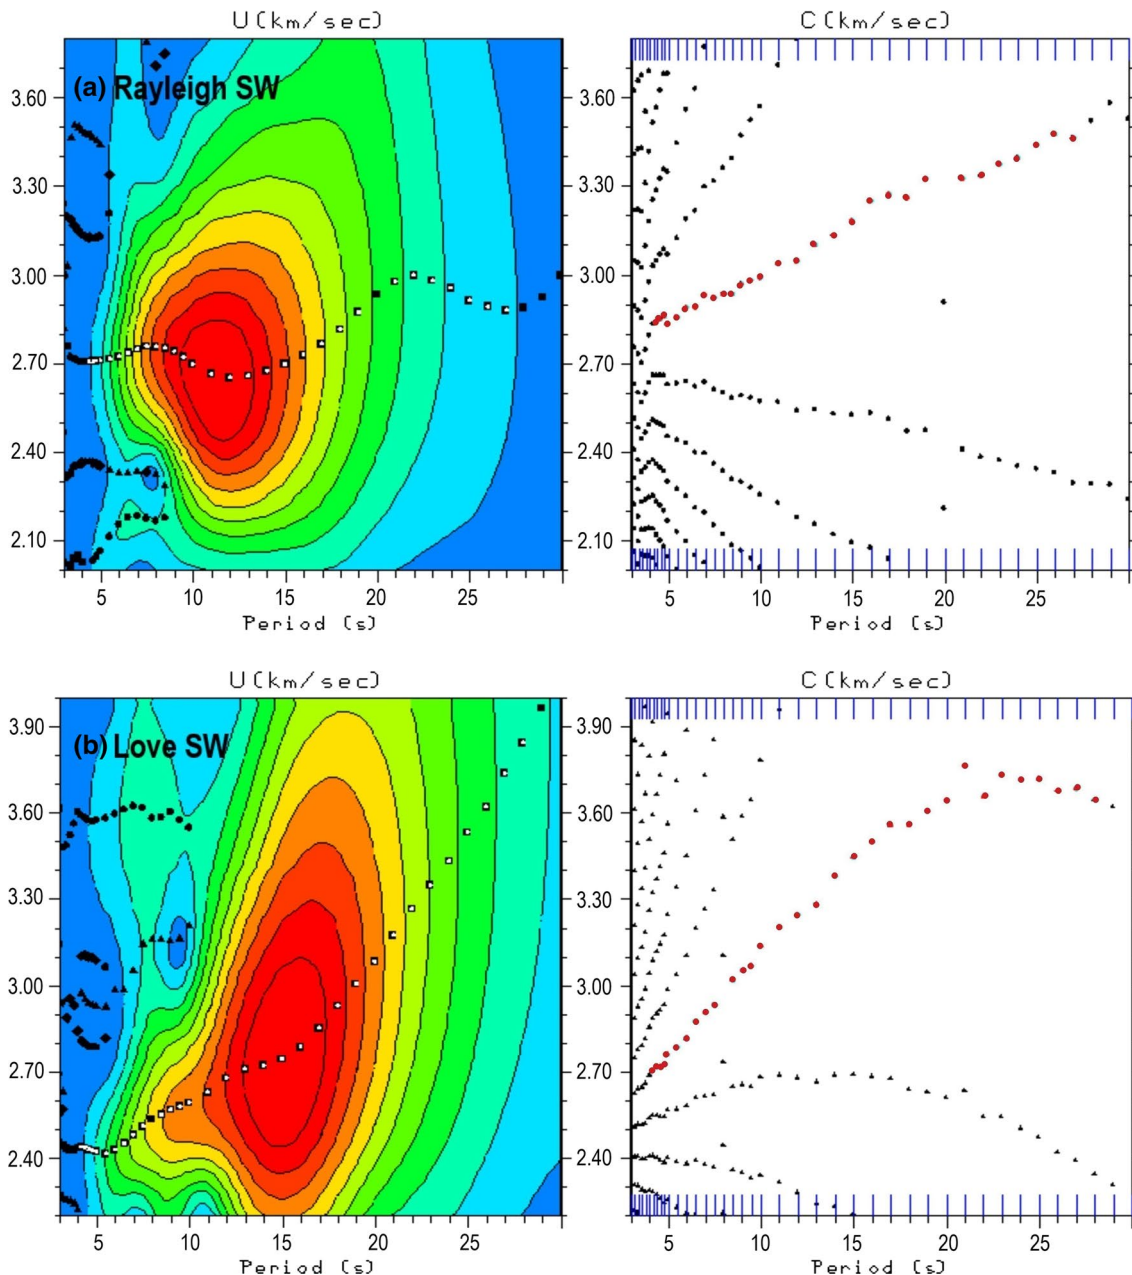 U(km/sec) C(km/sec)
(a) Rayleigh SW
3.60 3.60
3.30 3.30
3.00 3.00
2.70 2.70
2.40 2.40
2.10 2.10
5 10 15 20 25 5 10 15 20 25
Period (s) Period (s)
U(km/sec) C(km/sec)
3.90 3.90
(b) Love SW
3.60 3.60
3.30 3.30
3.00 3.00
2.70 2.70
2.40 2.40
5 10 15 20 25 5 10 15 20 25
Period (s) Period (s)